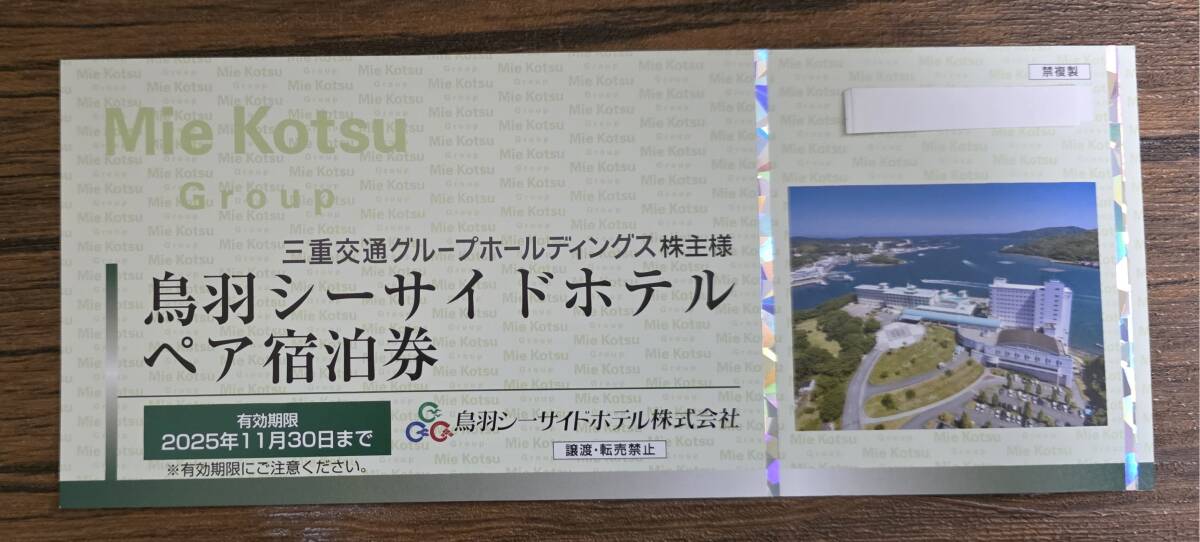 Mie Kotsu
Group
三重交通グループホールディングス株主様
鳥羽シーサイドホテル
ペア宿泊券
有効期限
2025年11月30日まで
※有効期限にご注意ください。
鳥羽シーサイドホテル株式会社
譲渡・転売禁止
禁複製